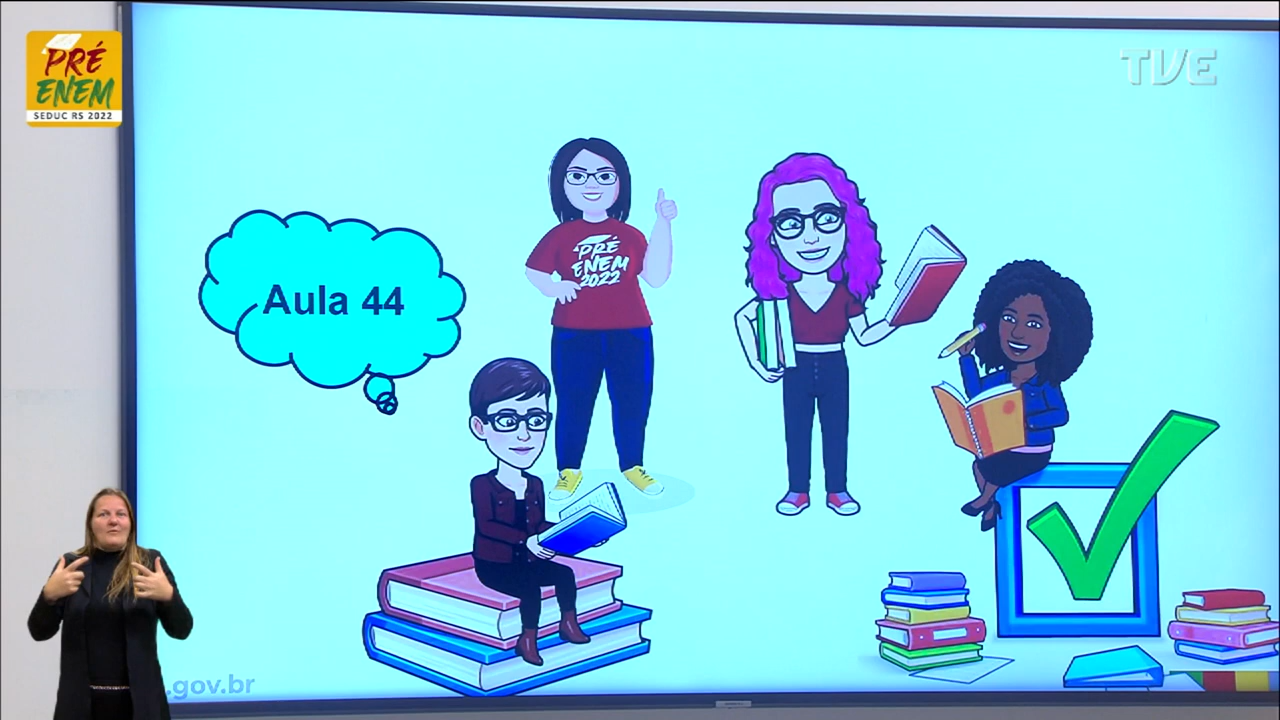 PRÉ
ENEM
SEDUC RS 2022
TVE
PRÉ
ENEM
2022
Aula 44
.gov.br